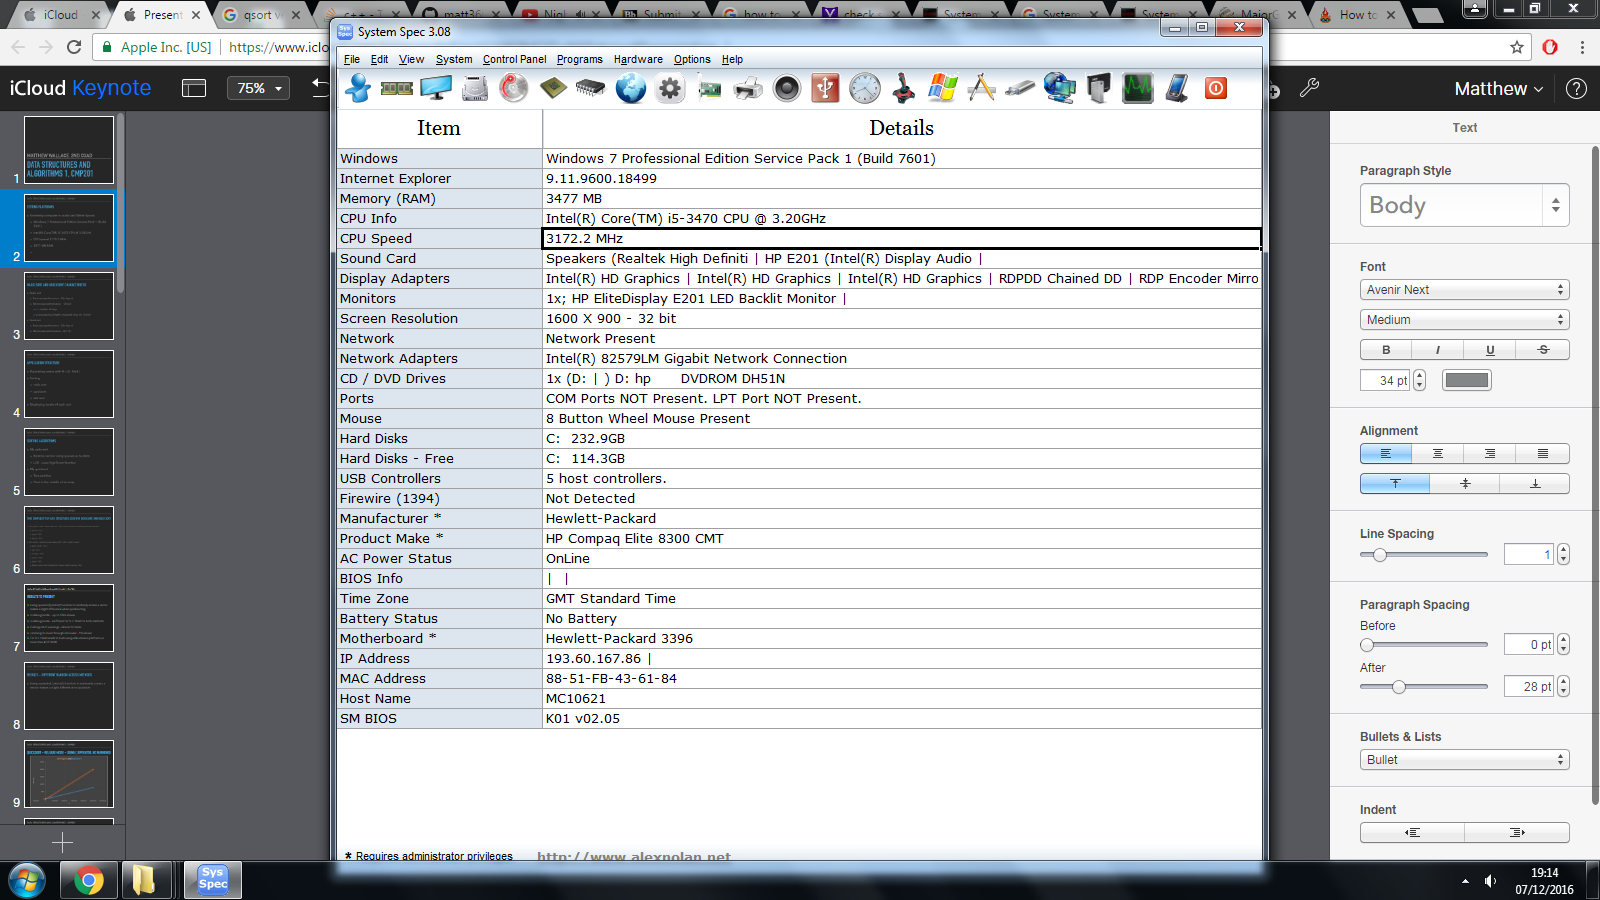 iCloud
Present
qsort v
c++ - 
matt36
Nigh
Submit
how to
check
System
System
System
Major
How to
System Spec 3.08
Apple Inc. [US]
https://www.iclo
File Edit View System Control Panel Programs Hardware Options Help
iCloud Keynote
75%
Matthew
Item Details
Windows Windows 7 Professional Edition Service Pack 1 (Build 7601)
Internet Explorer 9.11.9600.18499
Memory (RAM) 3477 MB
CPU Info Intel(R) Core(TM) i5-3470 CPU @ 3.20GHz
CPU Speed 3172.2 MHz
Sound Card Speakers (Realtek High Definiti | HP E201 (Intel(R) Display Audio |
Display Adapters Intel(R) HD Graphics | Intel(R) HD Graphics | Intel(R) HD Graphics | RDPDD Chained DD | RDP Encoder Mirro
Monitors 1x; HP EliteDisplay E201 LED Backlit Monitor |
Screen Resolution 1600 X 900 - 32 bit
Network Network Present
Network Adapters Intel(R) 82579LM Gigabit Network Connection
CD / DVD Drives 1x (D: | ) D: hp DVDROM DH51N
Ports COM Ports NOT Present. LPT Port NOT Present.
Mouse 8 Button Wheel Mouse Present
Hard Disks C: 232.9GB
Hard Disks - Free C: 114.3GB
USB Controllers 5 host controllers.
Firewire (1394) Not Detected
Manufacturer * Hewlett-Packard
Product Make * HP Compaq Elite 8300 CMT
AC Power Status OnLine
BIOS Info | |
Time Zone GMT Standard Time
Battery Status No Battery
Motherboard * Hewlett-Packard 3396
IP Address 193.60.167.86 |
MAC Address 88-51-FB-43-61-84
Host Name MC10621
SM BIOS K01 v02.05
* Requires administrator privileges http://www.alexnolan.net
MATTHEW WALLACE, 2ND CGAD
DATA STRUCTURES AND
ALGORITHMS 1. CMP201
1
2
3
4
5
6
7
8
9
Text
Paragraph Style
Body
Font
Avenir Next
Medium
B I U S
34 pt
Alignment
Line Spacing
1
Paragraph Spacing
Before
0 pt
After
28 pt
Bullets & Lists
Bullet
Indent
Sys
Spec
19:14
07/12/2016